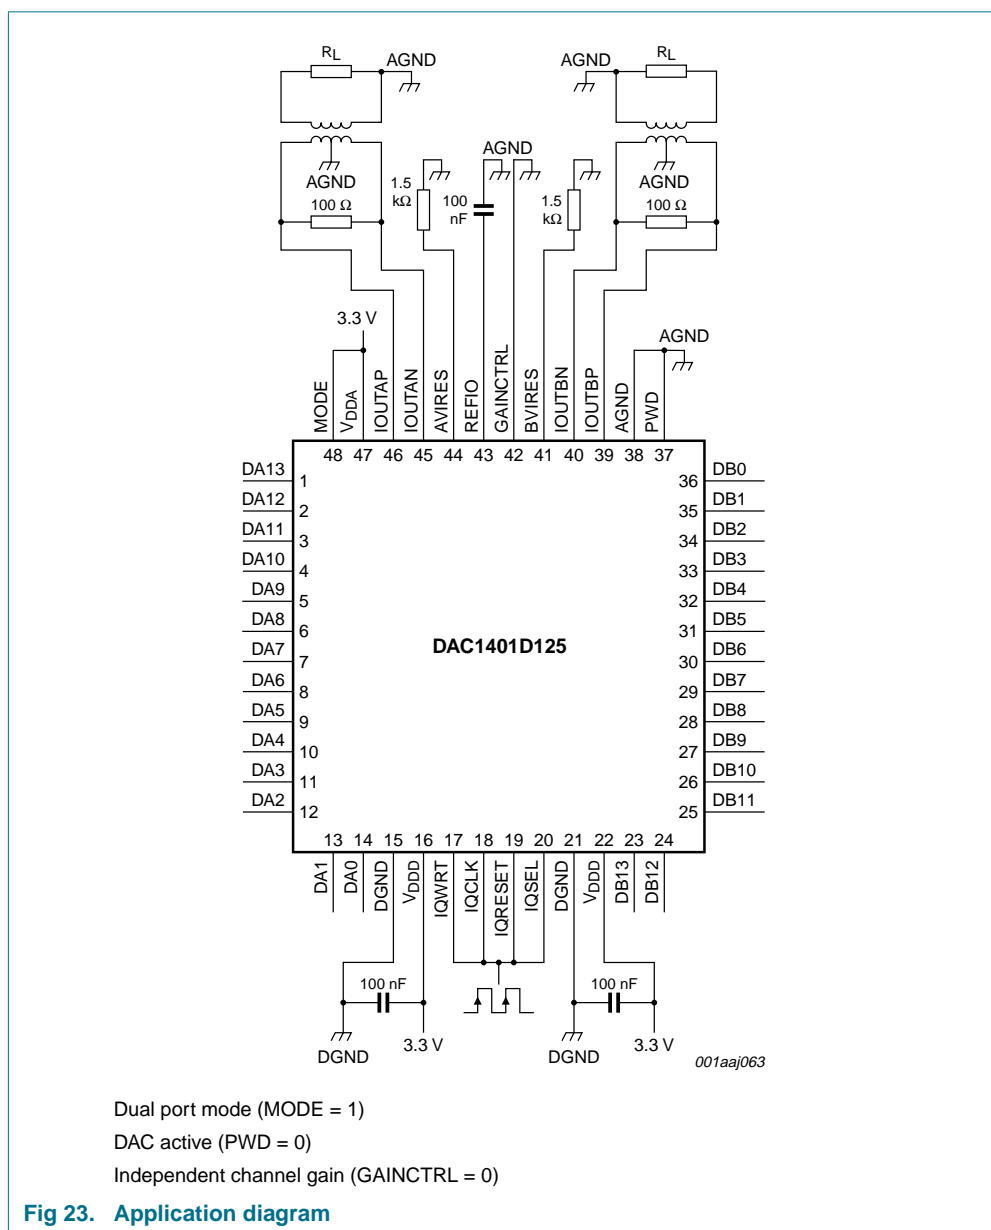 RL AGND AGND RL
AGND
AGND AGND
100 Ω 1.5 kΩ 100 nF 1.5 kΩ 100 Ω
3.3 V
AGND
MODE VDDA IOUTAP IOUTAN AVIRES REFIO GAINCTRL BVIRES IOUTBN IOUTBP AGND PWD
48 47 46 45 44 43 42 41 40 39 38 37
DA13 1 36 DB0
DA12 2 35 DB1
DA11 3 34 DB2
DA10 4 33 DB3
DA9 5 32 DB4
DA8 6 31 DB5
DAC1401D125
DA7 7 30 DB6
DA6 8 29 DB7
DA5 9 28 DB8
DA4 10 27 DB9
DA3 11 26 DB10
DA2 12 25 DB11
13 14 15 16 17 18 19 20 21 22 23 24
DA1 DA0 DGND VDDD IQWRT IQCLK IQRESET IQSEL DGND VDDD DB13 DB12
100 nF 100 nF
DGND 3.3 V DGND 3.3 V
001aaj063
Dual port mode (MODE = 1)
DAC active (PWD = 0)
Independent channel gain (GAINCTRL = 0)
Fig 23. Application diagram